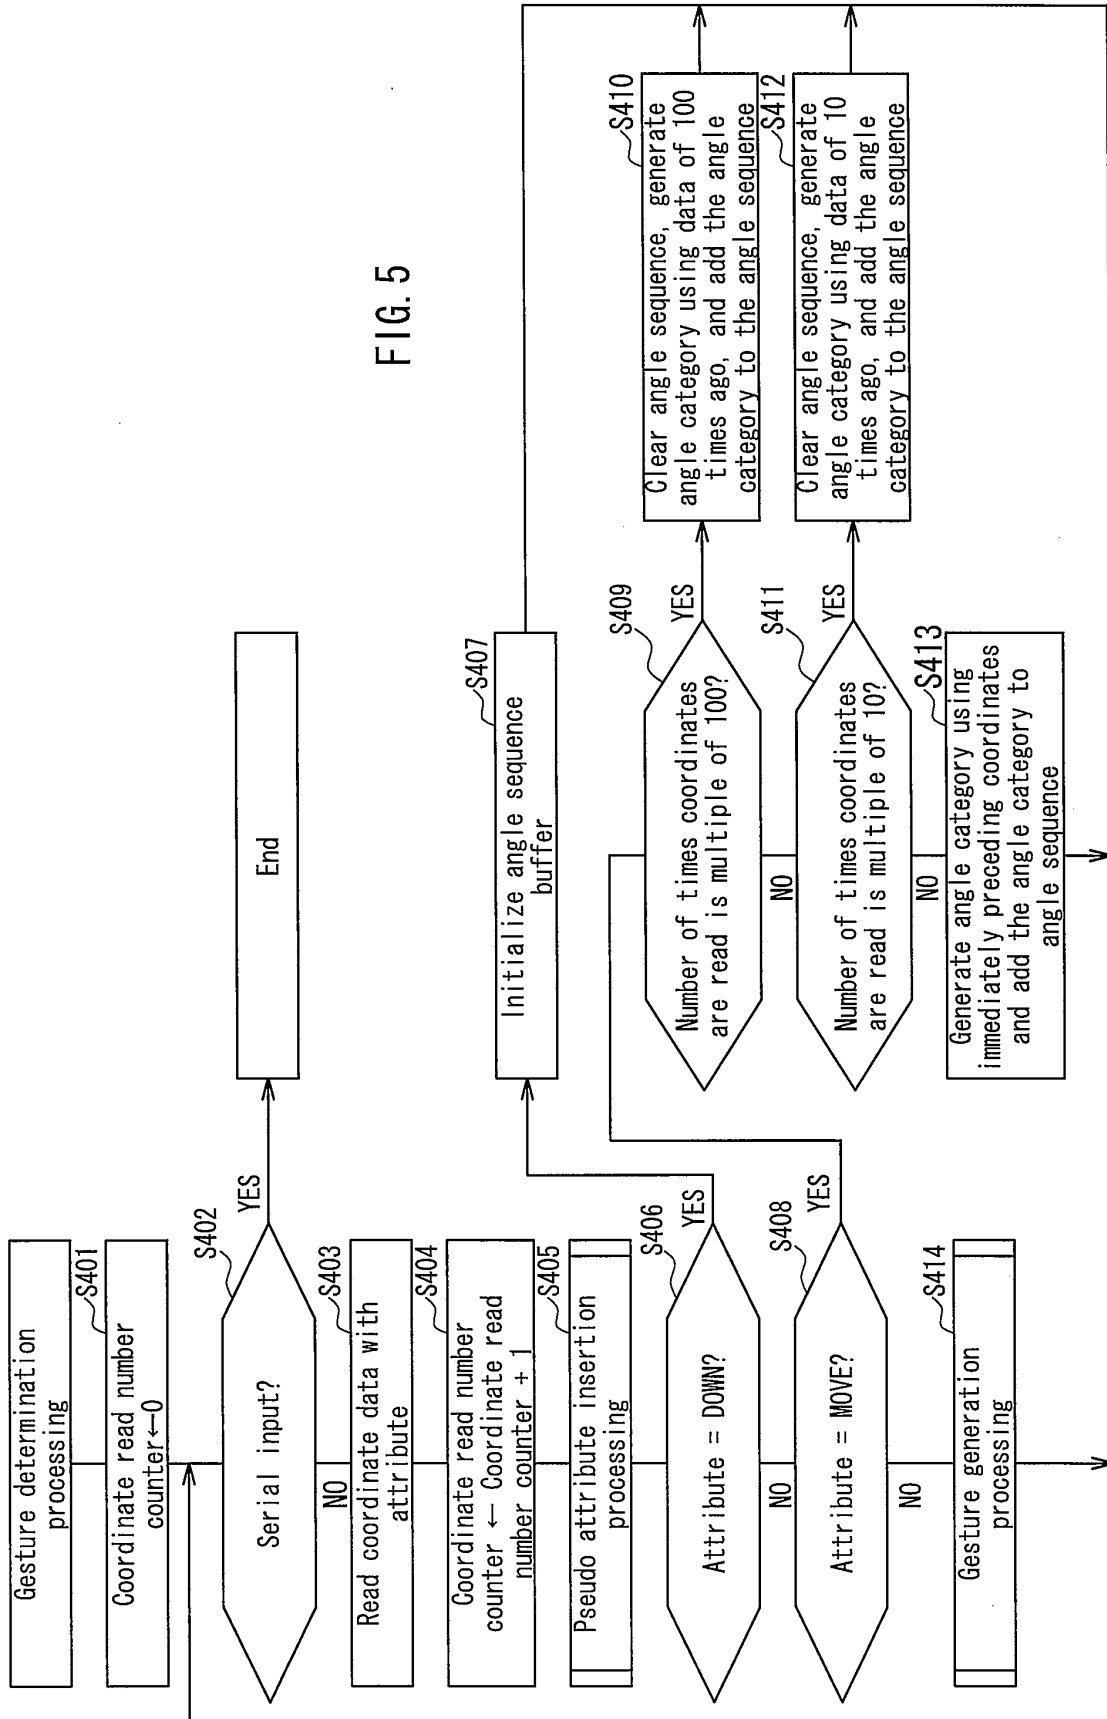 FIG. 5
Gesture determination
processing
S401
Coordinate read number
counter←0
S402
Serial input?
YES
End
NO
S403
Read coordinate data with
attribute
S404
Coordinate read number
counter ← Coordinate read
number counter + 1
S405
Pseudo attribute insertion
processing
S406
Attribute = DOWN?
YES
S407
Initialize angle sequence
buffer
NO
S408
Attribute = MOVE?
YES
S409
Number of times coordinates
are read is multiple of 100?
YES
S410
Clear angle sequence, generate
angle category using data of 100
times ago, and add the angle
category to the angle sequence
NO
S411
Number of times coordinates
are read is multiple of 10?
YES
S412
Clear angle sequence, generate
angle category using data of 10
times ago, and add the angle
category to the angle sequence
NO
S413
Generate angle category using
immediately preceding coordinates
and add the angle category to
angle sequence
NO
S414
Gesture generation
processing